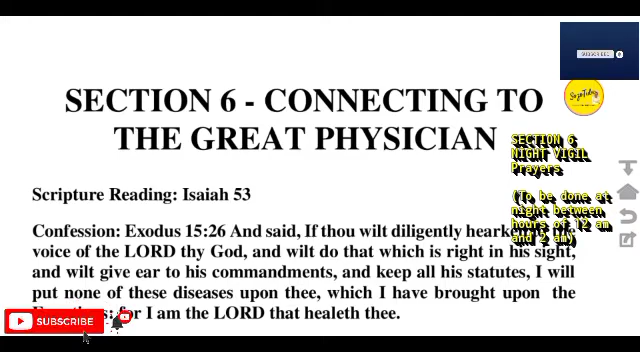 SECTION 6 - CONNECTING TO
THE GREAT PHYSICIAN
Scripture Reading: Isaiah 53
Confession: Exodus 15:26 And said, If thou wilt diligently hearken
voice of the LORD thy God, and wilt do that which is right in his sight,
and wilt give ear to his commandments, and keep all his statutes, I will
put none of these diseases upon thee, which I have brought upon the
for I am the LORD that healeth thee.
SECTION 6
NIGHT VIGIL
Prayers
(To be done at
night between
hours of 12 am
and 2 am)
SUBSCRIBE
SUBSCRIBE